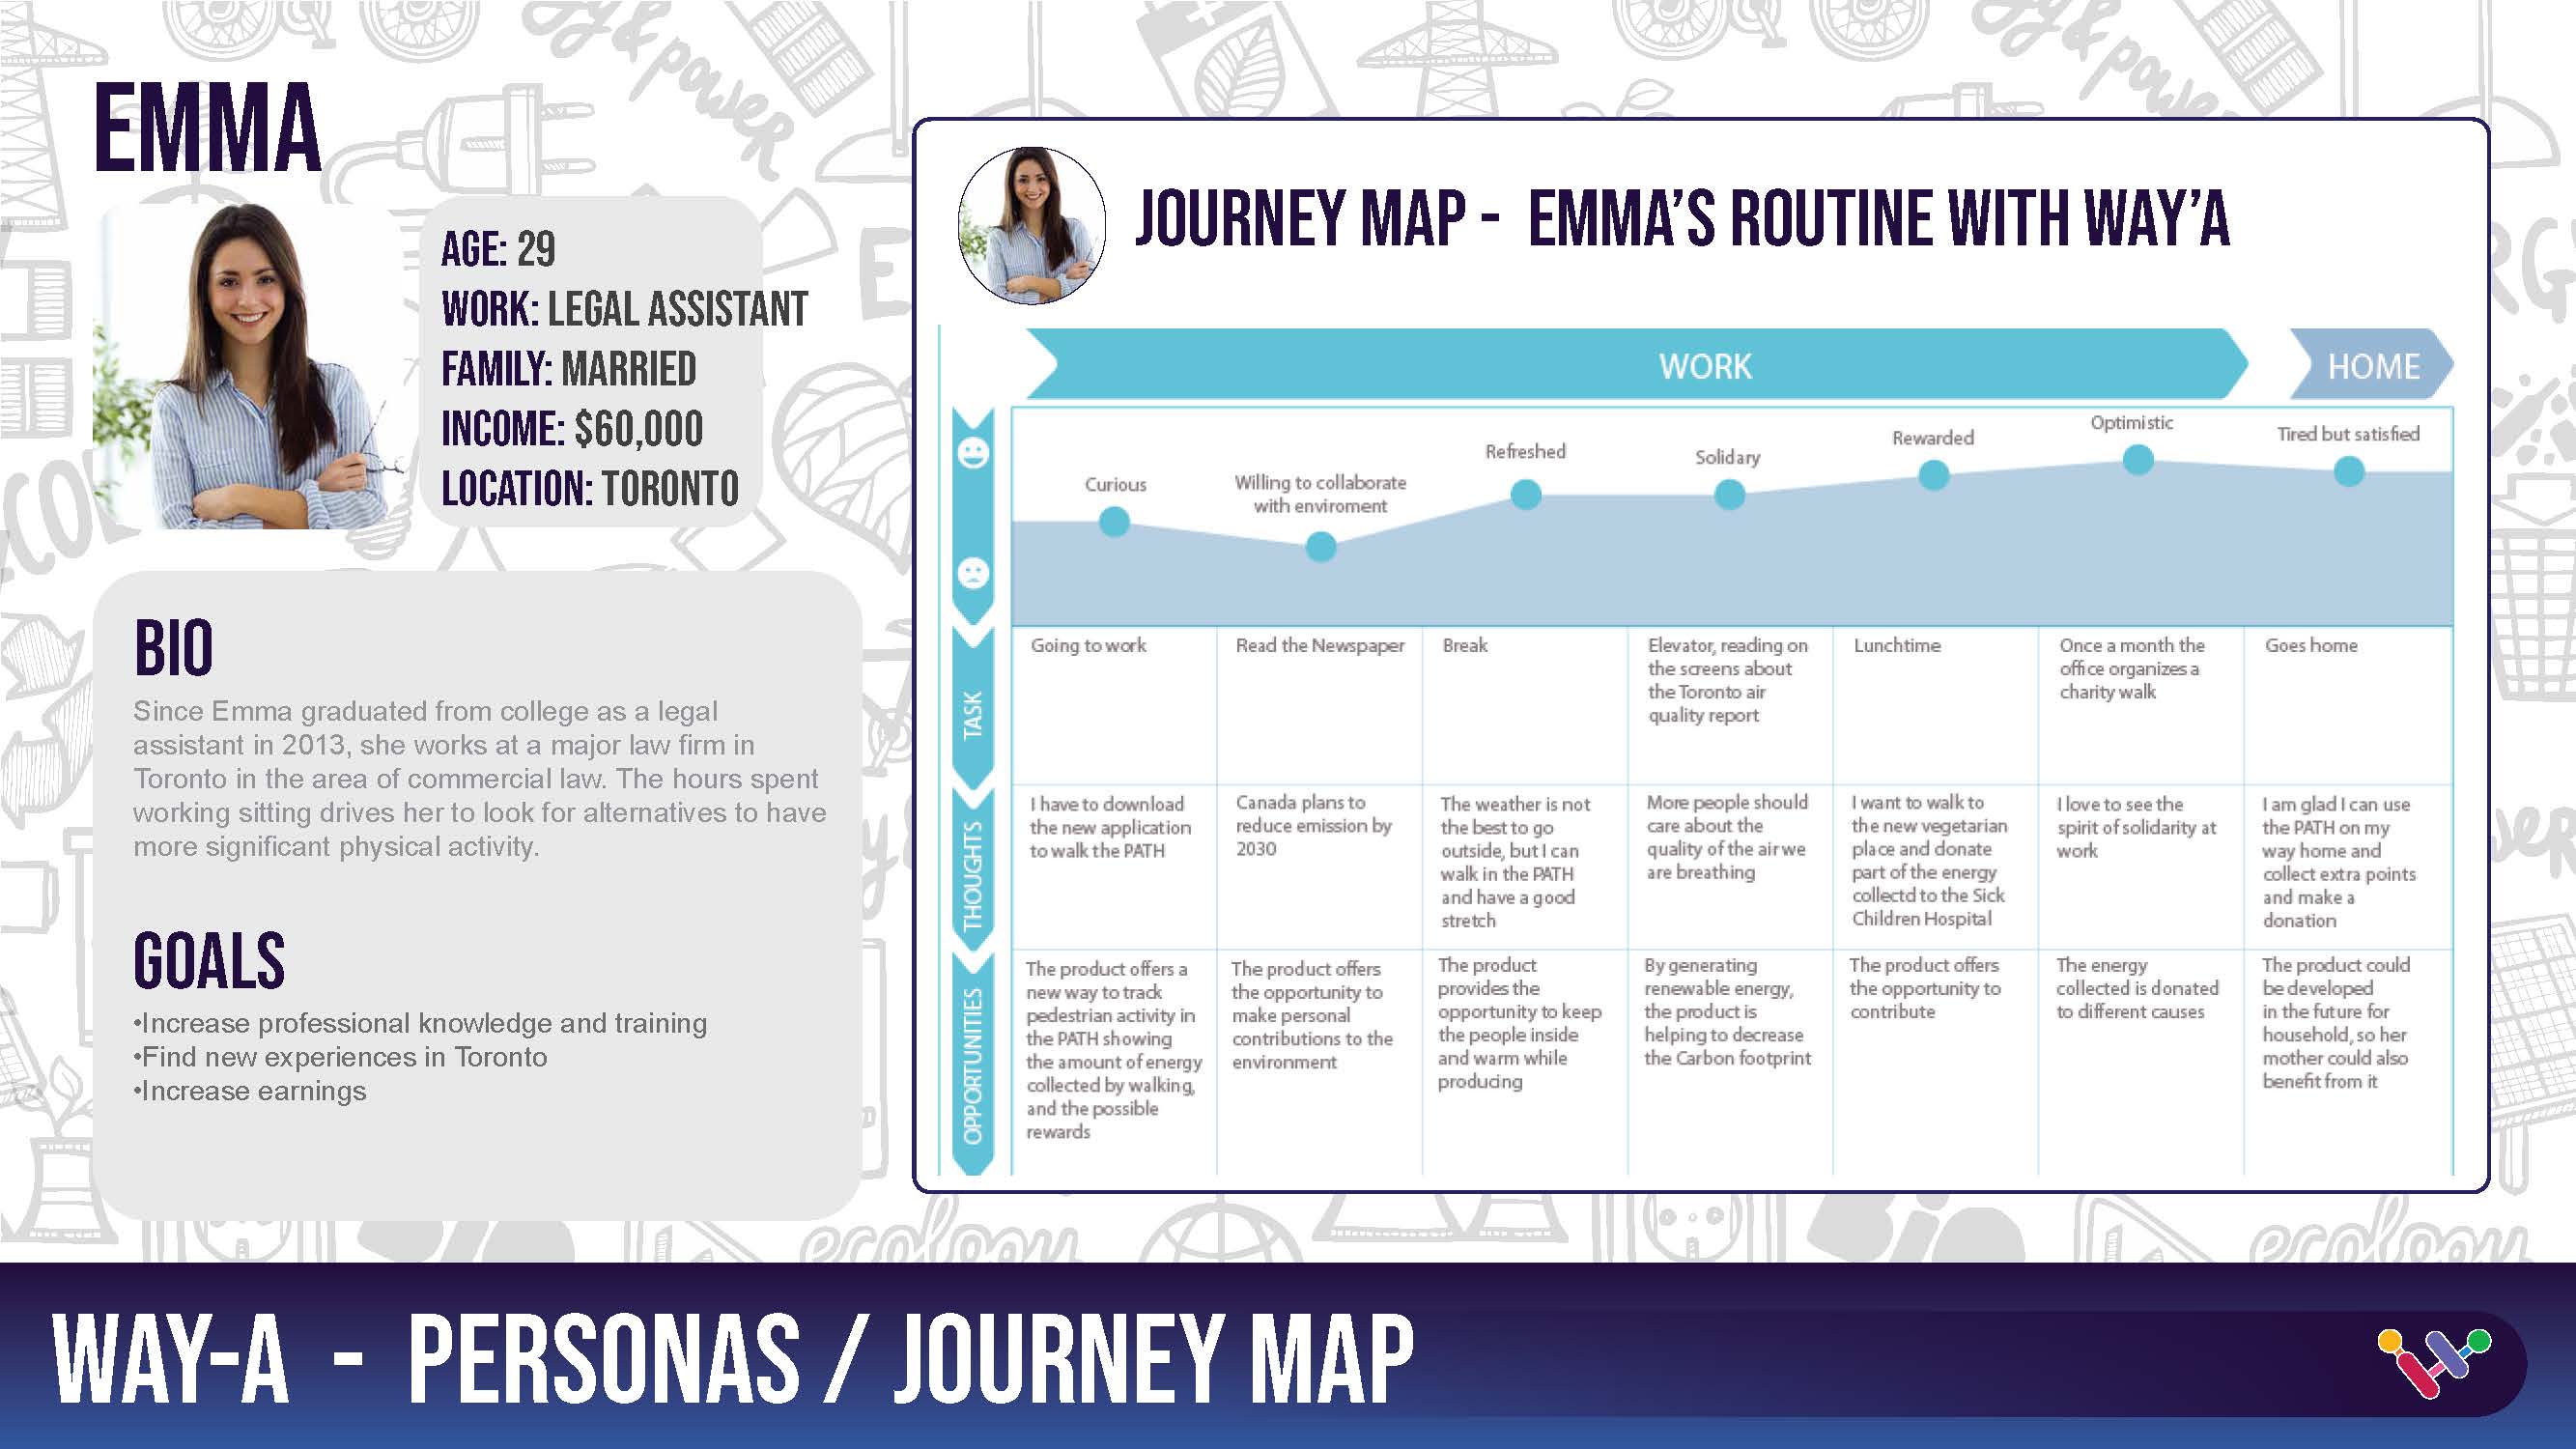 EMMA
AGE: 29
WORK: LEGAL ASSISTANT
FAMILY: MARRIED
INCOME: $60,000
LOCATION: TORONTO
BIO
Since Emma graduated from college as a legal
assistant in 2013, she works at a major law firm in
Toronto in the area of commercial law. The hours spent
working sitting drives her to look for alternatives to have
more significant physical activity.
GOALS
•Increase professional knowledge and training
•Find new experiences in Toronto
•Increase earnings
JOURNEY MAP - EMMA'S ROUTINE WITH WAY'A
WORK
HOME
Curious
Willing to collaborate
with enviroment
Refreshed
Solidary
Rewarded
Optimistic
Tired but satisfied
TASK
Going to work
Read the Newspaper
Break
Elevator, reading on
the screens about
the Toronto air
quality report
Lunchtime
Once a month the
office organizes a
charity walk
Goes home
THOUGHTS
I have to download
the new application
to walk the PATH
Canada plans to
reduce emission by
2030
The weather is not
the best to go
outside, but I can
walk in the PATH
and have a good
stretch
More people should
care about the
quality of the air we
are breathing
I want to walk to
the new vegetarian
place and donate
part of the energy
collectd to the Sick
Children Hospital
I love to see the
spirit of solidarity at
work
I am glad I can use
the PATH on my
way home and
collect extra points
and make a
donation
OPPORTUNITIES
The product offers a
new way to track
pedestrian activity in
the PATH showing
the amount of energy
collected by walking,
and the possible
rewards
The product offers
the opportunity to
make personal
contributions to the
environment
The product
provides the
opportunity to keep
the people inside
and warm while
producing
By generating
renewable energy,
the product is
helping to decrease
the Carbon footprint
The product offers
the opportunity to
contribute
The energy
collected is donated
to different causes
The product could
be developed
in the future for
household, so her
mother could also
benefit from it
& power
& power
ecology
ecology
WAY-A - PERSONAS / JOURNEY MAP